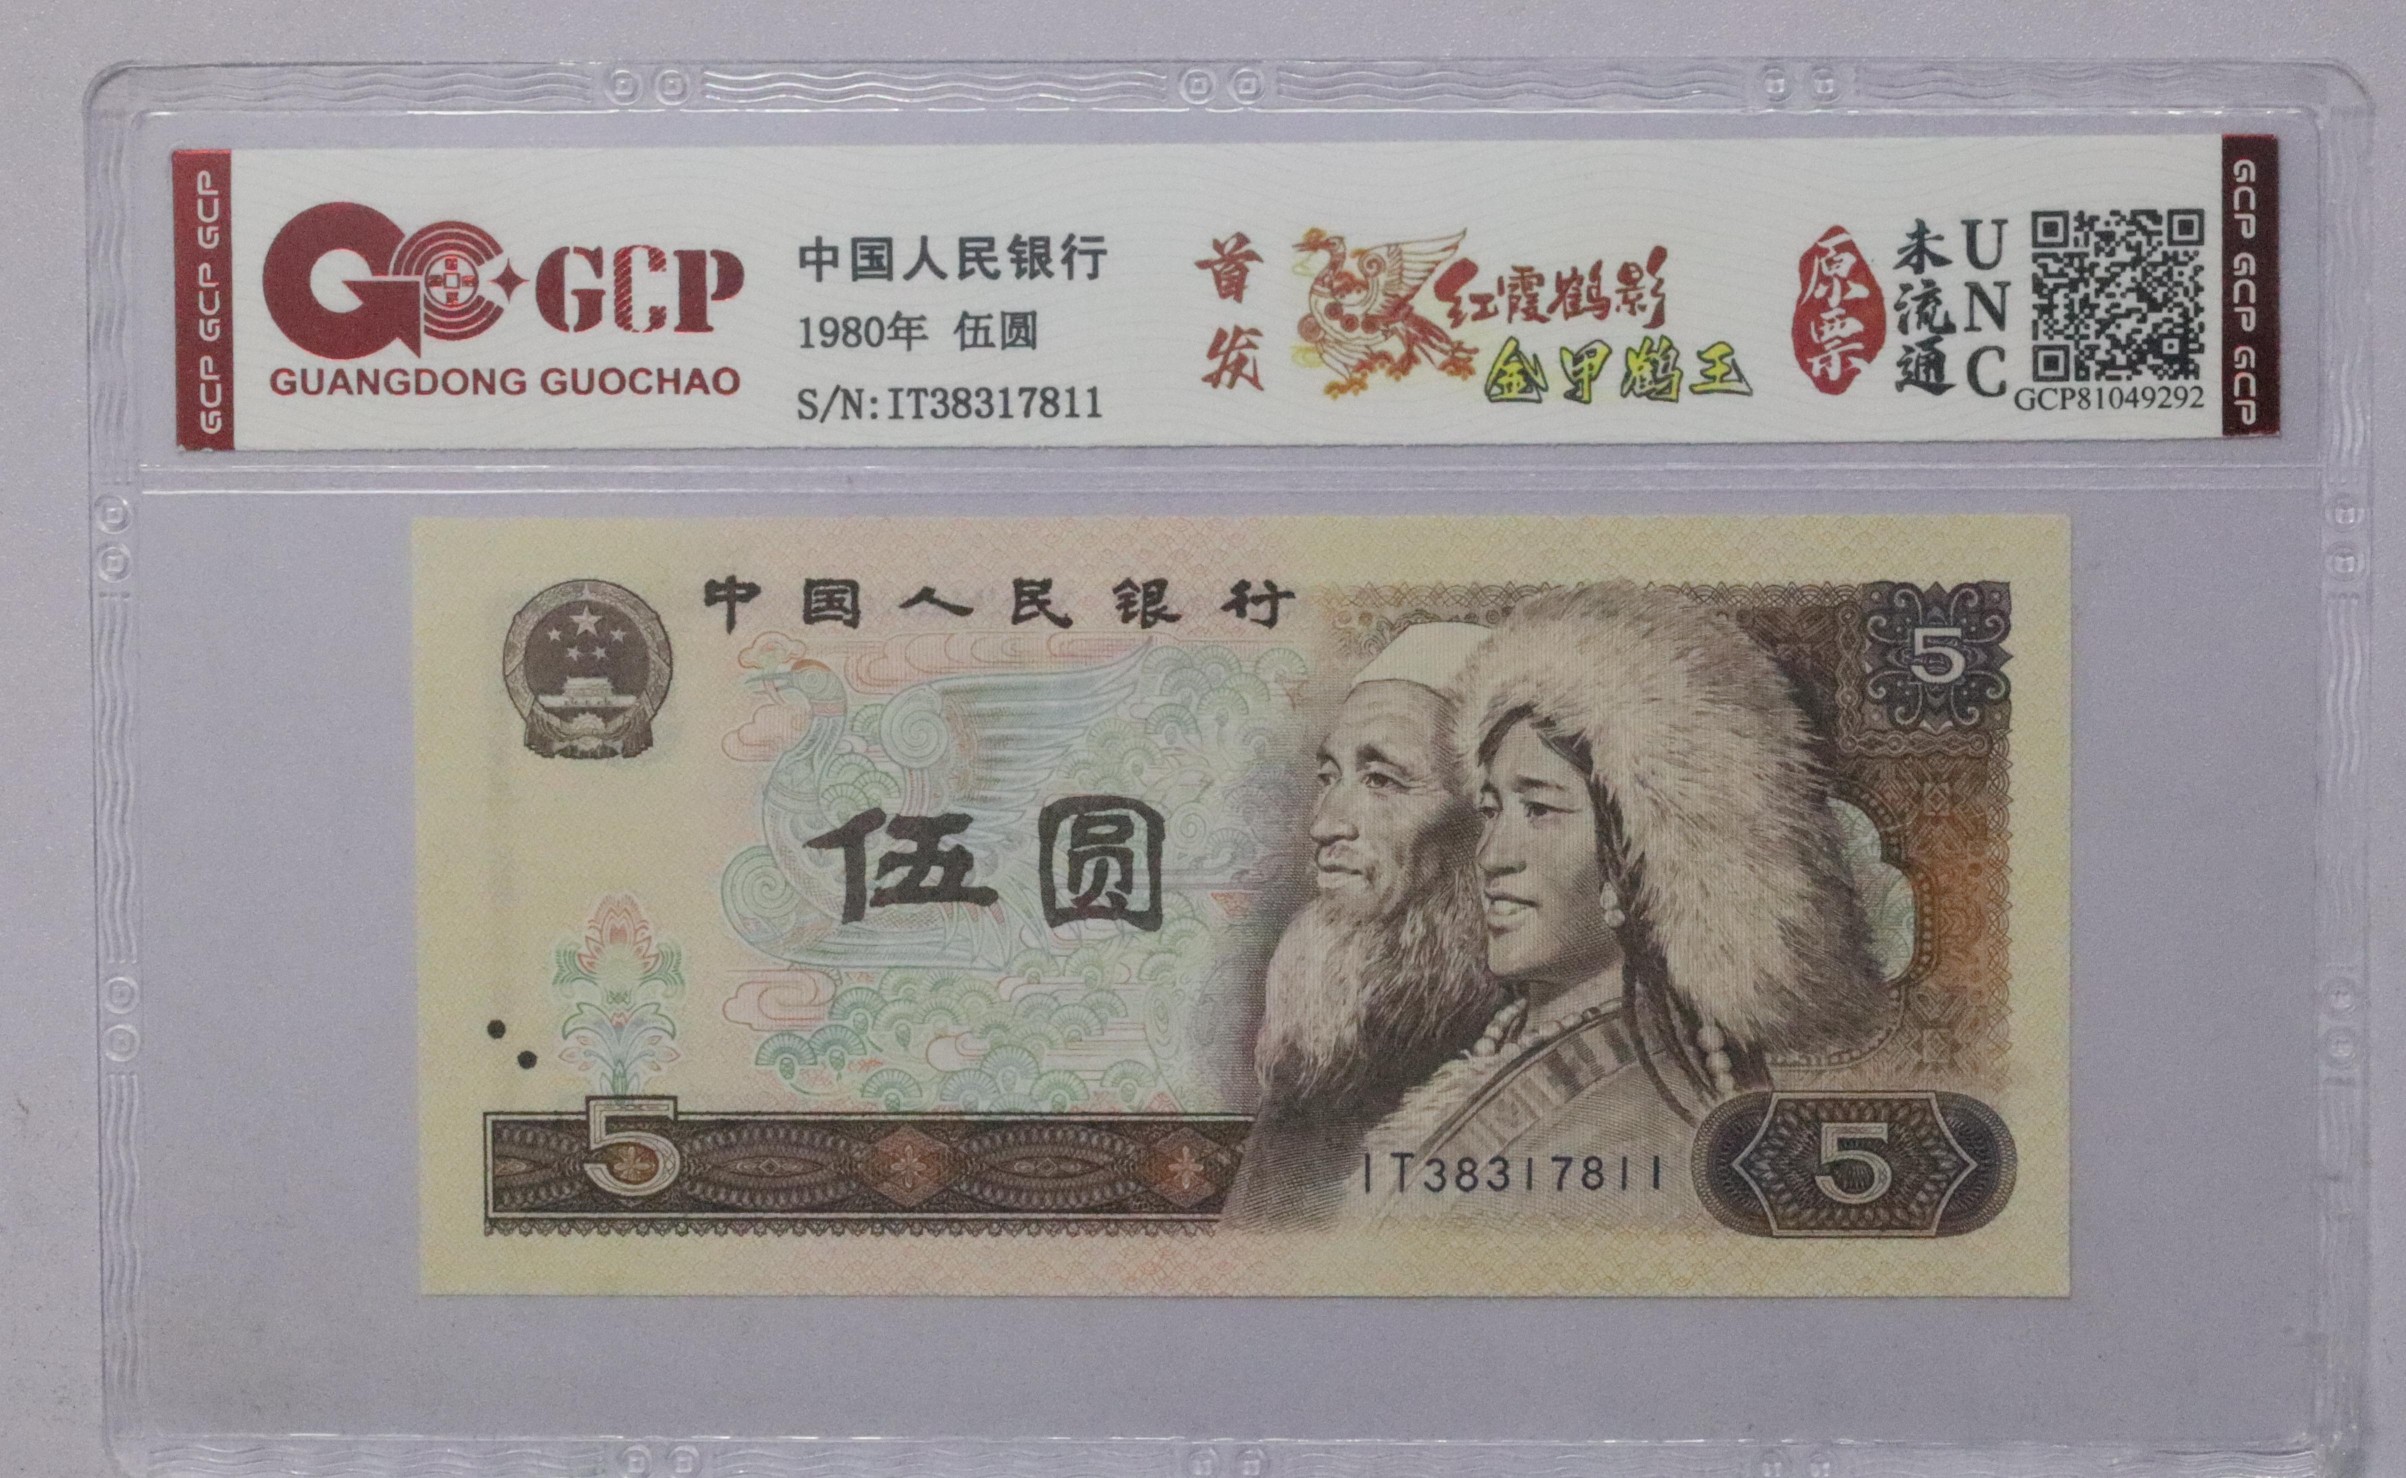 GCP GCP GCP
GCP
GUANGDONG GUOCHAO
中国人民银行
1980年 伍圆
S/N:IT38317811
首发
红霞鹤影
金甲鹤王
原票
未流通
UNC
GCP81049292
GCP GCP GCP GCP
中国人民银行
5
伍圆
5
IT38317811
5